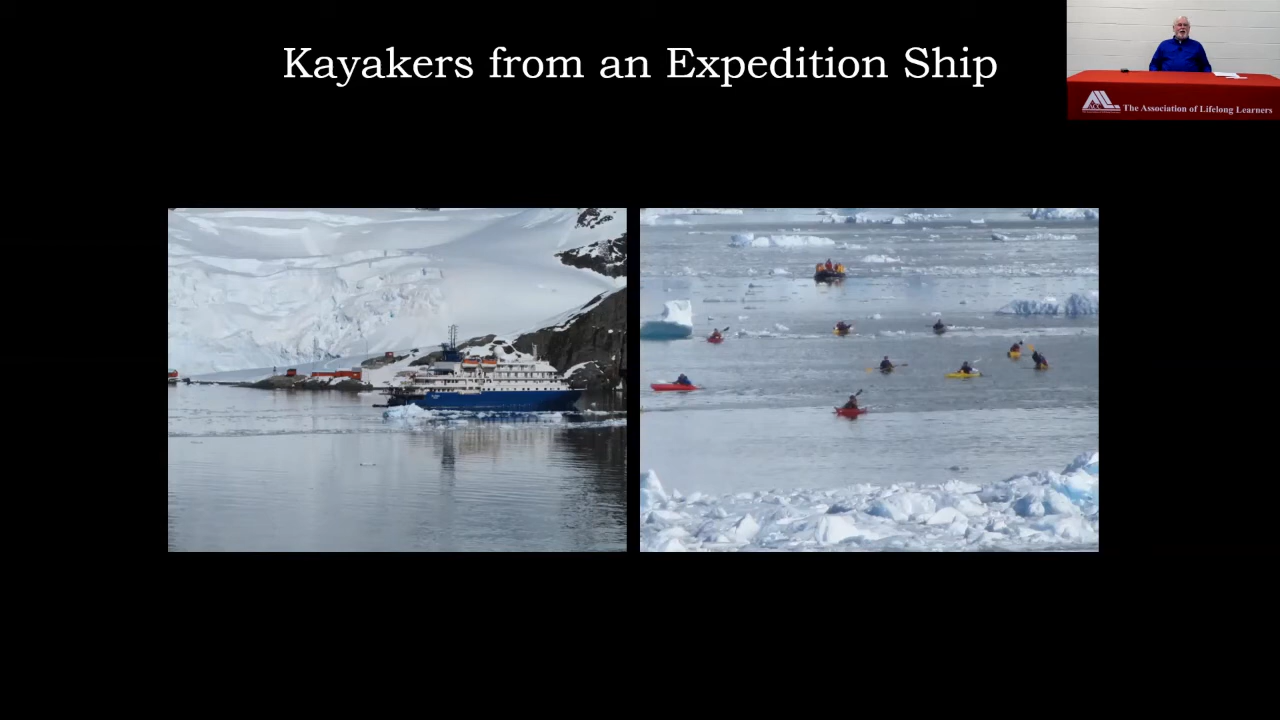 Kayakers from an Expedition Ship
The Association of Lifelong Learners